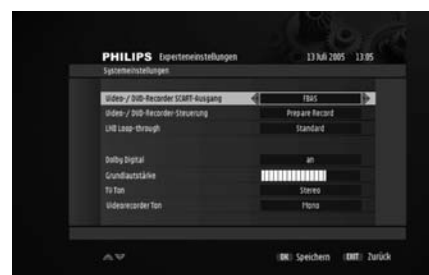 PHILIPS Experteneinstellungen 13 Juli 2005 13:05
Systemeinstellungen
Video-/ DVD-Recorder SCART-Ausgang FBAS
Video-/ DVD-Recorder-Steuerung Prepare Record
LNB Loop-through Standard
Dolby Digital an
Grundlautstärke
TV Ton Stereo
Videorecorder Ton Mono
OK Speichern EXIT Zurück